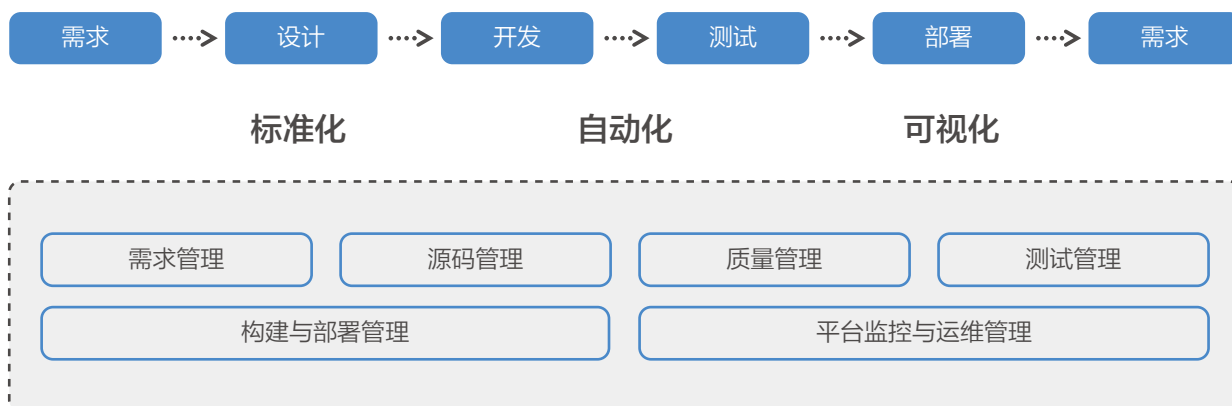 需求 设计 开发 测试 部署 需求
标准化 自动化 可视化
需求管理 源码管理 质量管理 测试管理
构建与部署管理 平台监控与运维管理